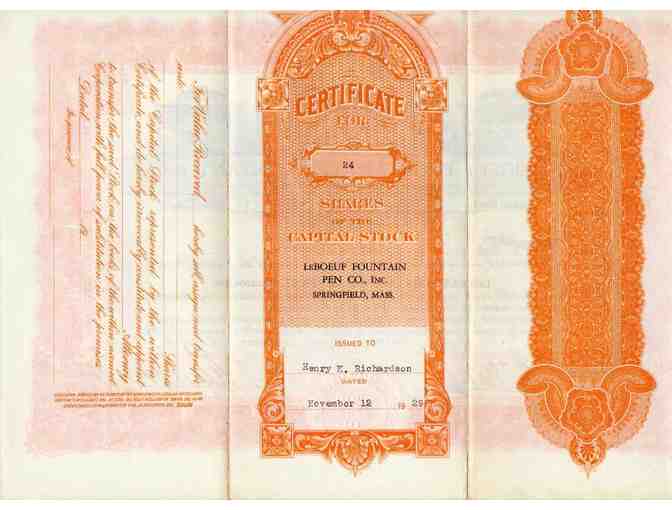 For Value Received hereby sell, assign and transfer
unto
Shares
of the Capital Stock represented by the within
Certificate, and do hereby irrevocably constitute and appoint
Attorney
to transfer the said Stock on the books of the within named
Corporation with full power of substitution in the premises.
Dated 19
In presence of
CERTIFICATE
FOR
24
SHARES
OF THE
CAPITAL STOCK
LEBOEUF FOUNTAIN
PEN CO., INC.
SPRINGFIELD, MASS.
ISSUED TO
Henry E. Richardson
DATED
November 12 1929